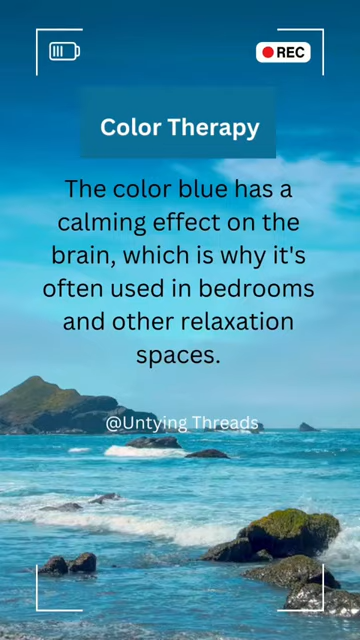 REC
Color Therapy
The color blue has a
calming effect on the
brain, which is why it's
often used in bedrooms
and other relaxation
spaces.
@Untying Threads